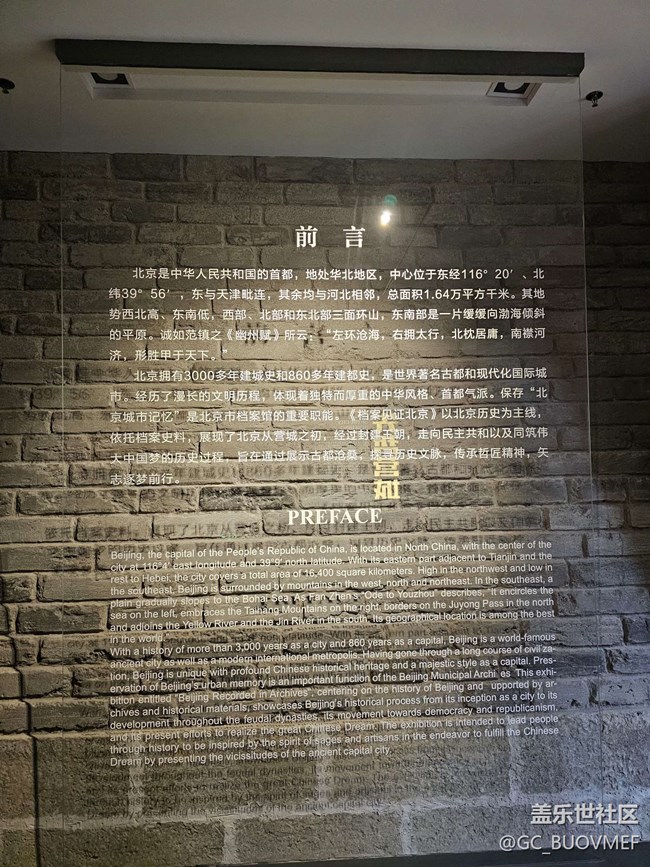 前 言
北京是中华人民共和国的首都，地处华北地区，中心位于东经116° 20′ 、北
纬39° 56′ ，东与天津毗连，其余均与河北相邻，总面积1.64万平方千米。其地
势西北高、东南低，西部、北部和东北部三面环山，东南部是一片缓缓向渤海倾斜
的平原。诚如范镇之《幽州赋》所云：“左环沧海，右拥太行，北枕居庸，南襟河
济，形胜甲于天下。”
北京拥有3000多年建城史和860多年建都史，是世界著名古都和现代化国际城
市。经历了漫长的文明历程，体现着独特而厚重的中华风格、首都气派。保存“北
京城市记忆”是北京市档案馆的重要职能。《档案见证北京》以北京历史为主线，
依托档案史料，展现了北京从营城之初，经过封建王朝，走向民主共和以及同筑伟
大中国梦的历史过程，旨在通过展示古都沧桑，探寻历史文脉，传承哲匠精神，矢
志逐梦前行。
PREFACE
Beijing, the capital of the People's Republic of China, is located in North China, with the center of the
city at 116°4′ east longitude and 39°9′ north latitude. With its eastern part adjacent to Tianjin and the
rest to Hebei, the city covers a total area of 16,400 square kilometers. High in the northwest and low in
the southeast, Beijing is surrounded by mountains in the west, north and northeast. In the southeast, a
plain gradually slopes to the Bohai Sea. As Fan Zhen's "Ode to Youzhou" describes, "It encircles the
sea on the left, embraces the Taihang Mountains on the right, borders on the Juyong Pass in the north
and adjoins the Yellow River and the Jin River in the south. Its geographical location is among the best
in the world."
With a history of more than 3,000 years as a city and 860 years as a capital, Beijing is a world-famous
ancient city as well as a modern international metropolis. Having gone through a long course of civil za-
tion, Beijing is unique with profound Chinese historical heritage and a majestic style as a capital. Pres-
ervation of Beijing's urban memory is an important function of the Beijing Municipal Archi es. This exhi-
bition entitled "Beijing Recorded in Archives", centering on the history of Beijing and upported by ar-
chives and historical materials, showcases Beijing's historical process from its inception as a city to its
development throughout the feudal dynasties, its movement towards democracy and republicanism,
and its present efforts to realize the great Chinese Dream. The exhibition is intended to lead people
through history to be inspired by the spirit of sages and artisans in the endeavor to fulfill the Chinese
Dream by presenting the vicissitudes of the ancient capital city.
盖乐世社区
@GC_BUOVMEF